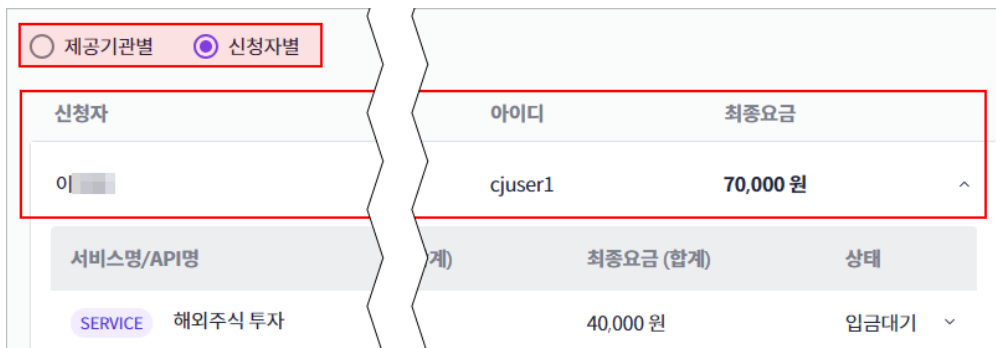 제공기관별 신청자별
신청자 아이디 최종요금
이 cjuser1 70,000 원
서비스명/API명 계) 최종요금 (합계) 상태
SERVICE 해외주식 투자 40,000 원 입금대기